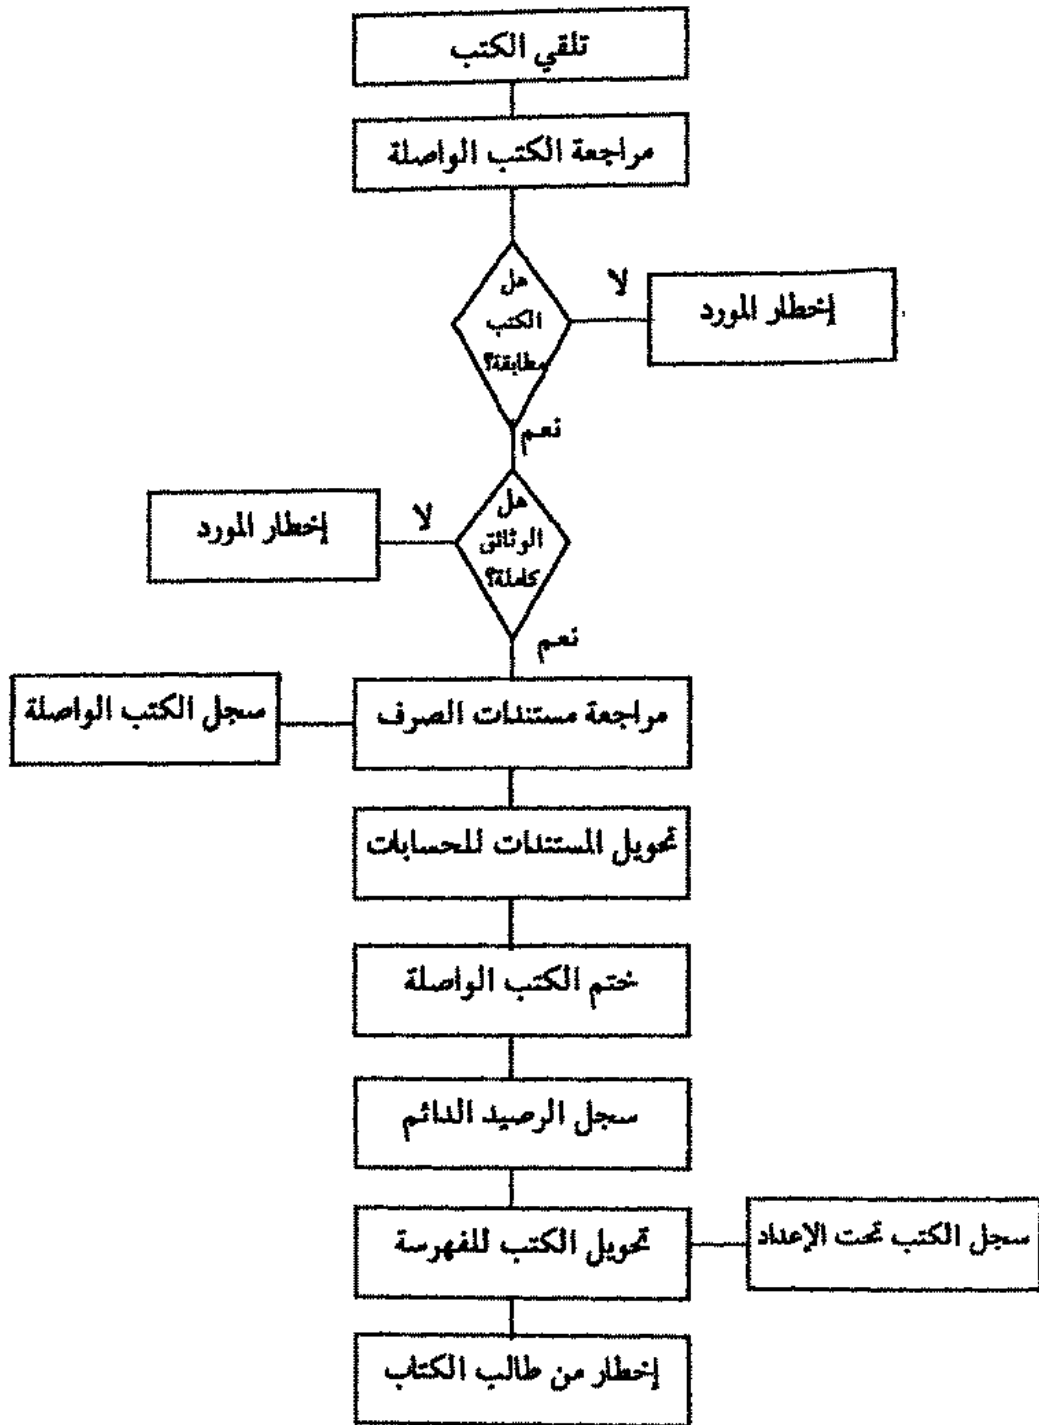 تلقي الكتب
مراجعة الكتب الواصلة
هل
الكتب
مطابقة؟
لا
إخطار المورد
نعم
هل
الوثائق
كاملة؟
لا
إخطار المورد
نعم
مراجعة مستندات الصرف
سجل الكتب الواصلة
تحويل المستندات للحسابات
ختم الكتب الواصلة
سجل الرصيد الدائم
تحويل الكتب للفهرسة
سجل الكتب تحت الإعداد
إخطار من طالب الكتاب